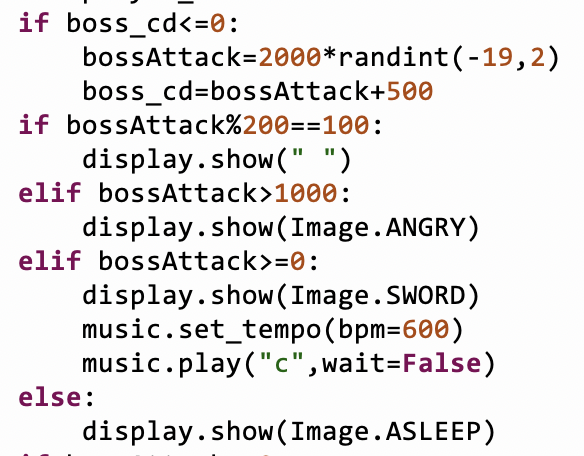 if boss_cd<=0:
    bossAttack=2000*randint(-19,2)
    boss_cd=bossAttack+500
if bossAttack%200==100:
    display.show(" ")
elif bossAttack>1000:
    display.show(Image.ANGRY)
elif bossAttack>=0:
    display.show(Image.SWORD)
    music.set_tempo(bpm=600)
    music.play("c",wait=False)
else:
    display.show(Image.ASLEEP)